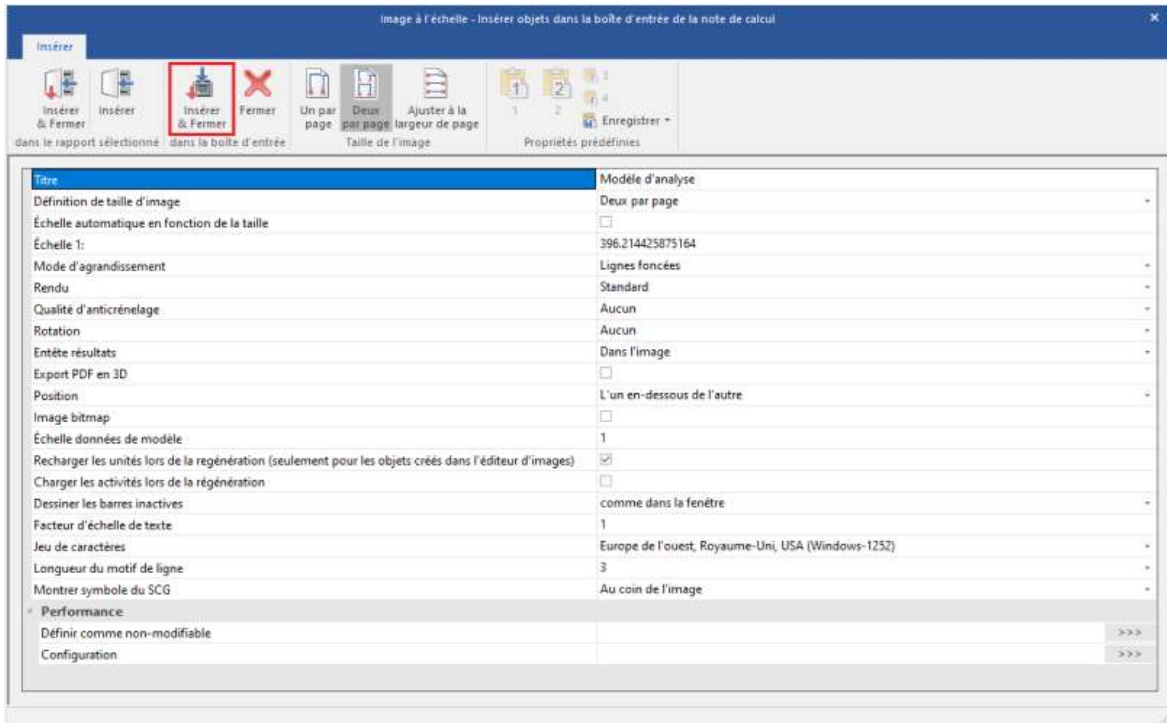 Image à l'échelle - Insérer objets dans la boîte d'entrée de la note de calcul
Insérer
Insérer & Fermer
Insérer
Insérer & Fermer
Fermer
Un par page
Deux par page
Ajuster à la largeur de page
1
2
3
4
Enregistrer
dans le rapport sélectionné
dans la boîte d'entrée
Taille de l'image
Propriétés prédéfinies
Titre Modèle d'analyse
Définition de taille d'image Deux par page
Échelle automatique en fonction de la taille
Échelle 1: 396.214425875164
Mode d'agrandissement Lignes foncées
Rendu Standard
Qualité d'anticrénelage Aucun
Rotation Aucun
Entête résultats Dans l'image
Export PDF en 3D
Position L'un en-dessous de l'autre
Image bitmap
Échelle données de modèle 1
Recharger les unités lors de la regénération (seulement pour les objets créés dans l'éditeur d'images)
Charger les activités lors de la régénération
Dessiner les barres inactives comme dans la fenêtre
Facteur d'échelle de texte 1
Jeu de caractères Europe de l'ouest, Royaume-Uni, USA (Windows-1252)
Longueur du motif de ligne 3
Montrer symbole du SCG Au coin de l'image
Performance
Définir comme non-modifiable >>>
Configuration >>>